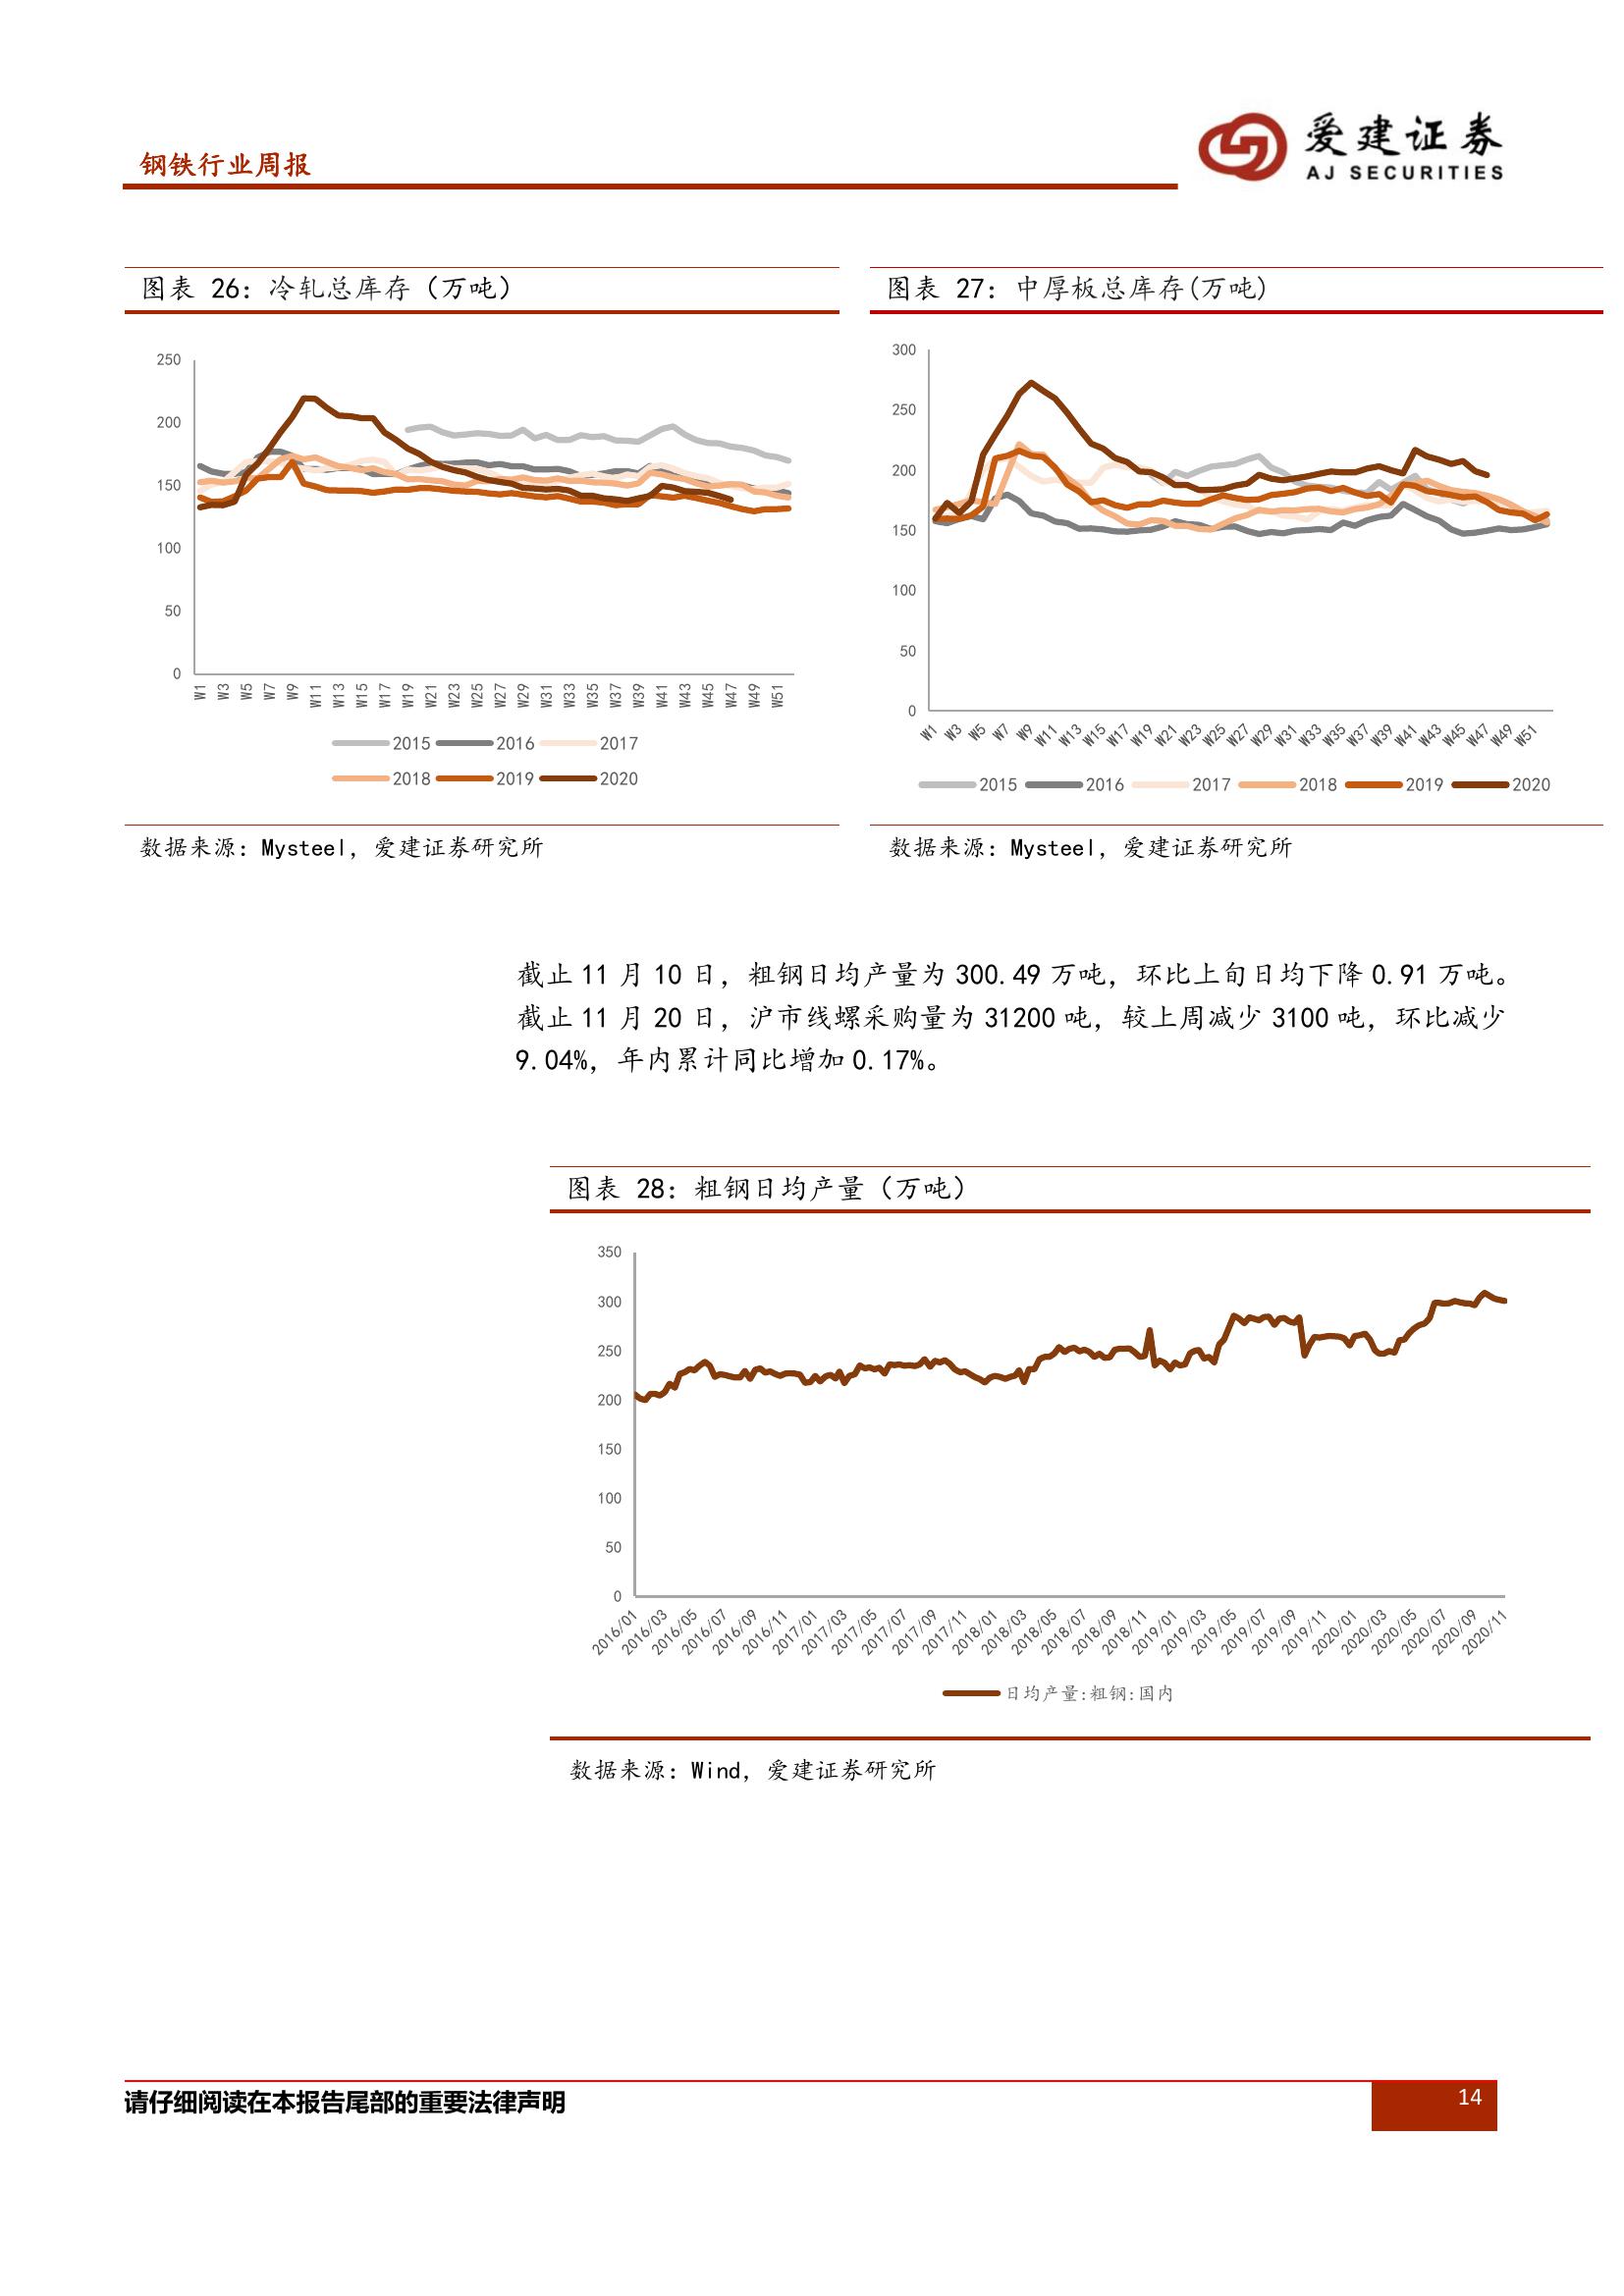 钢铁行业周报
爱建证券
AJ SECURITIES
图表 26：冷轧总库存（万吨）
250
200
150
100
50
0
W1 W3 W5 W7 W9 W11 W13 W15 W17 W19 W21 W23 W25 W27 W29 W31 W33 W35 W37 W39 W41 W43 W45 W47 W49 W51
2015 2016 2017
2018 2019 2020
数据来源：Mysteel，爱建证券研究所
图表 27：中厚板总库存(万吨)
300
250
200
150
100
50
0
W1 W3 W5 W7 W9 W11 W13 W15 W17 W19 W21 W23 W25 W27 W29 W31 W33 W35 W37 W39 W41 W43 W45 W47 W49 W51
2015 2016 2017 2018 2019 2020
数据来源：Mysteel，爱建证券研究所
截止 11 月 10 日，粗钢日均产量为 300.49 万吨，环比上旬日均下降 0.91 万吨。
截止 11 月 20 日，沪市线螺采购量为 31200 吨，较上周减少 3100 吨，环比减少
9.04%，年内累计同比增加 0.17%。
图表 28：粗钢日均产量（万吨）
350
300
250
200
150
100
50
0
2016/01 2016/03 2016/05 2016/07 2016/09 2016/11 2017/01 2017/03 2017/05 2017/07 2017/09 2017/11 2018/01 2018/03 2018/05 2018/07 2018/09 2018/11 2019/01 2019/03 2019/05 2019/07 2019/09 2019/11 2020/01 2020/03 2020/05 2020/07 2020/09 2020/11
日均产量:粗钢:国内
数据来源：Wind，爱建证券研究所
请仔细阅读在本报告尾部的重要法律声明
14